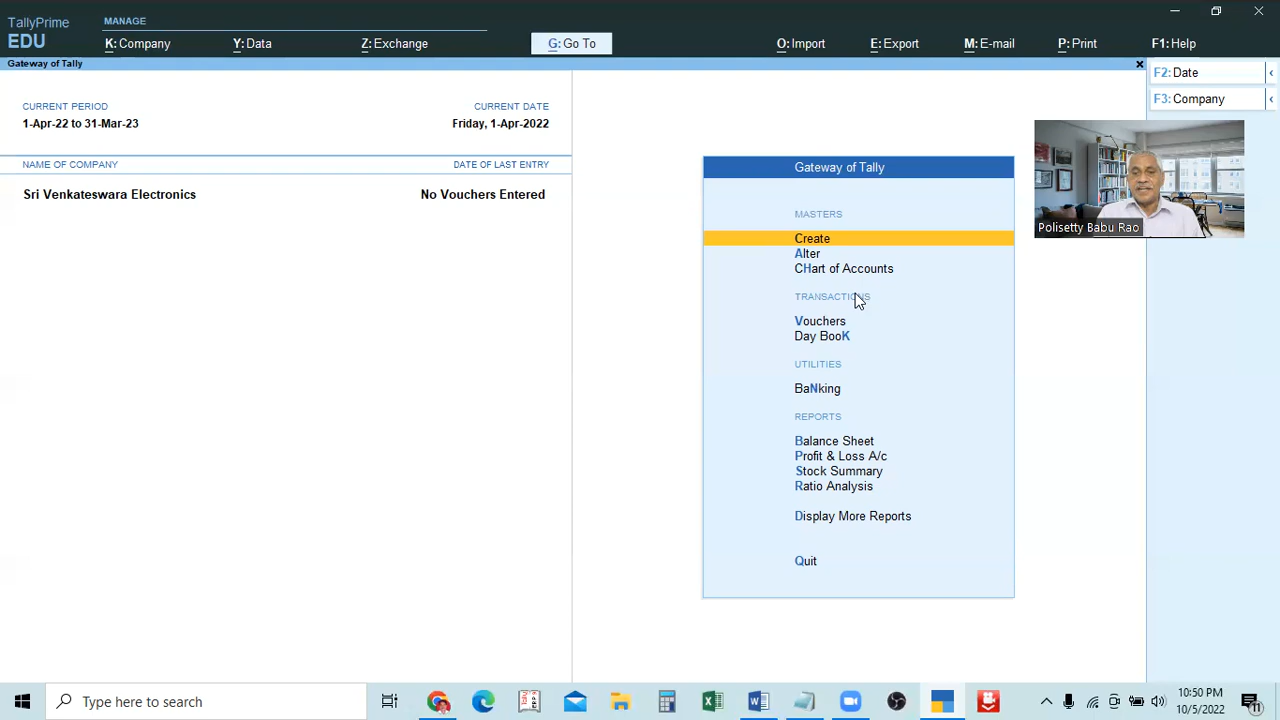 TallyPrime
EDU
MANAGE
K: Company
Y: Data
Z: Exchange
G: Go To
O: Import
E: Export
M: E-mail
P: Print
F1: Help
Gateway of Tally
×
F2: Date
F3: Company
CURRENT PERIOD
CURRENT DATE
1-Apr-22 to 31-Mar-23
Friday, 1-Apr-2022
NAME OF COMPANY
DATE OF LAST ENTRY
Sri Venkateswara Electronics
No Vouchers Entered
Gateway of Tally
MASTERS
Create
Alter
CHart of Accounts
TRANSACTIONS
Vouchers
Day BooK
UTILITIES
BaNking
REPORTS
Balance Sheet
Profit & Loss A/c
Stock Summary
Ratio Analysis
Display More Reports
Quit
Polisetty Babu Rao
Type here to search
10:50 PM
10/5/2022